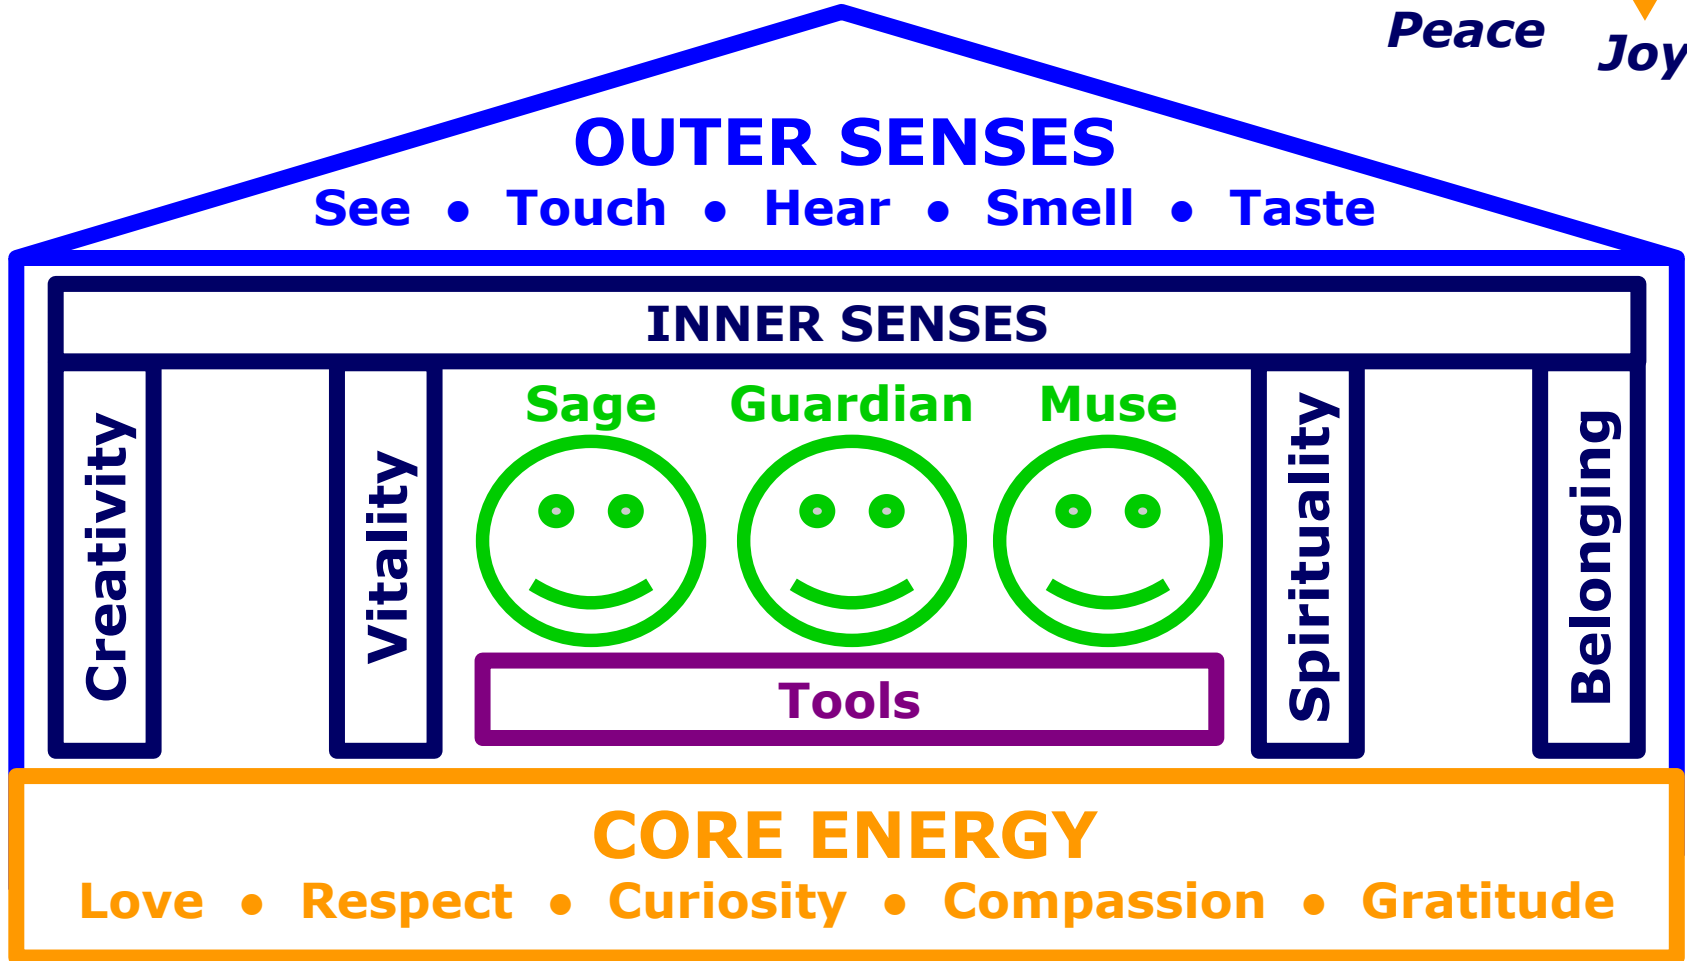 Peace
Joy
OUTER SENSES
See • Touch • Hear • Smell • Taste
INNER SENSES
Creativity
Vitality
Sage Guardian Muse
Tools
Spirituality
Belonging
CORE ENERGY
Love • Respect • Curiosity • Compassion • Gratitude